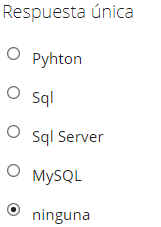 Respuesta única
Pyhton
Sql
Sql Server
MySQL
ninguna